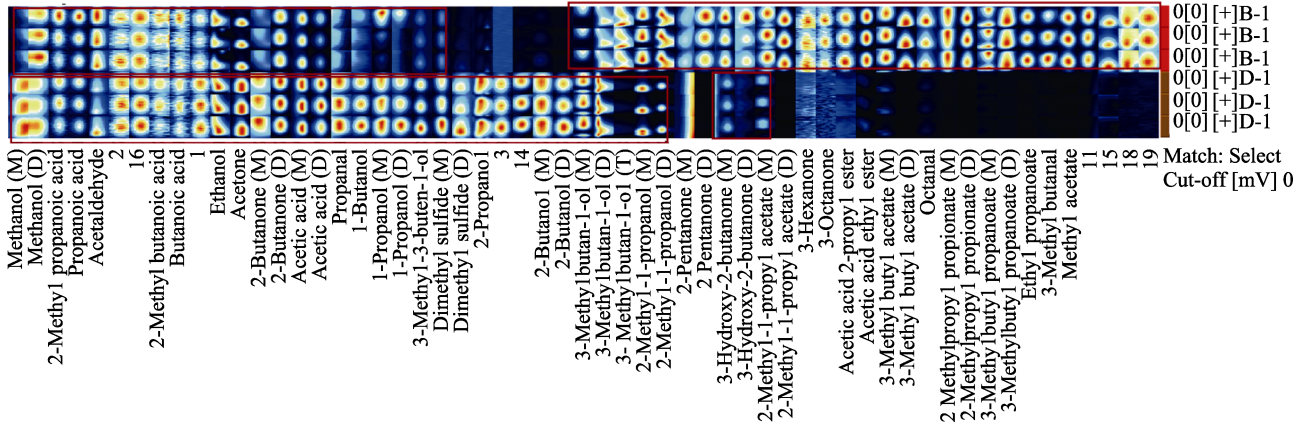 0[0] [+]B-1
0[0] [+]B-1
0[0] [+]B-1
0[0] [+]D-1
0[0] [+]D-1
0[0] [+]D-1
Match: Select
Cut-off [mV] 0
Methanol (M)
Methanol (D)
2-Methyl propanoic acid
Propanoic acid
Acetaldehyde
2
16
2-Methyl butanoic acid
Butanoic acid
1
Ethanol
Acetone
2-Butanone (M)
2-Butanone (D)
Acetic acid (M)
Acetic acid (D)
Propanal
1-Butanol
1-Propanol (M)
1-Propanol (D)
3-Methyl-3-buten-1-ol
Dimethyl sulfide (M)
Dimethyl sulfide (D)
2-Propanol
3
14
2-Butanol (M)
2-Butanol (D)
3-Methylbutan-1-ol (M)
3-Methylbutan-1-ol (D)
3- Methylbutan-1-ol (T)
2-Methyl-1-propanol (M)
2-Methyl-1-propanol (D)
2-Pentanone (M)
2 Pentanone (D)
3-Hydroxy-2-butanone (M)
3-Hydroxy-2-butanone (D)
2-Methyl-1-propyl acetate (M)
2-Methyl-1-propyl acetate (D)
3-Hexanone
3-Octanone
Acetic acid 2-propyl ester
Acetic acid ethyl ester
3-Methyl butyl acetate (M)
3-Methyl butyl acetate (D)
Octanal
2 Methylpropyl propionate (M)
2-Methylpropyl propionate (D)
3-Methylbutyl propanoate (M)
3-Methylbutyl propanoate (D)
Ethyl propanoate
3-Methyl butanal
Methyl acetate
11
15
18
19